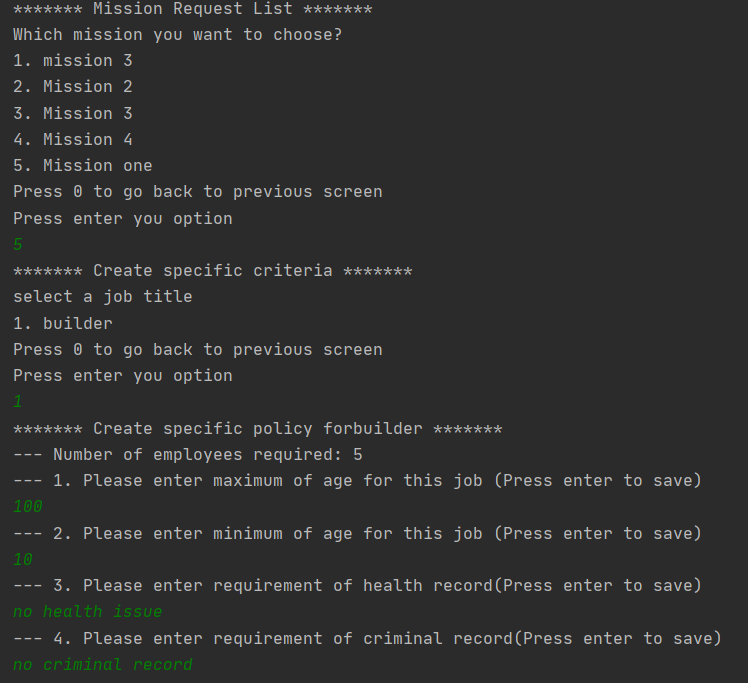 ******* Mission Request List *******
Which mission you want to choose?
1. mission 3
2. Mission 2
3. Mission 3
4. Mission 4
5. Mission one
Press 0 to go back to previous screen
Press enter you option
5
******* Create specific criteria *******
select a job title
1. builder
Press 0 to go back to previous screen
Press enter you option
1
******* Create specific policy forbuilder *******
--- Number of employees required: 5
--- 1. Please enter maximum of age for this job (Press enter to save)
100
--- 2. Please enter minimum of age for this job (Press enter to save)
10
--- 3. Please enter requirement of health record(Press enter to save)
no health issue
--- 4. Please enter requirement of criminal record(Press enter to save)
no criminal record